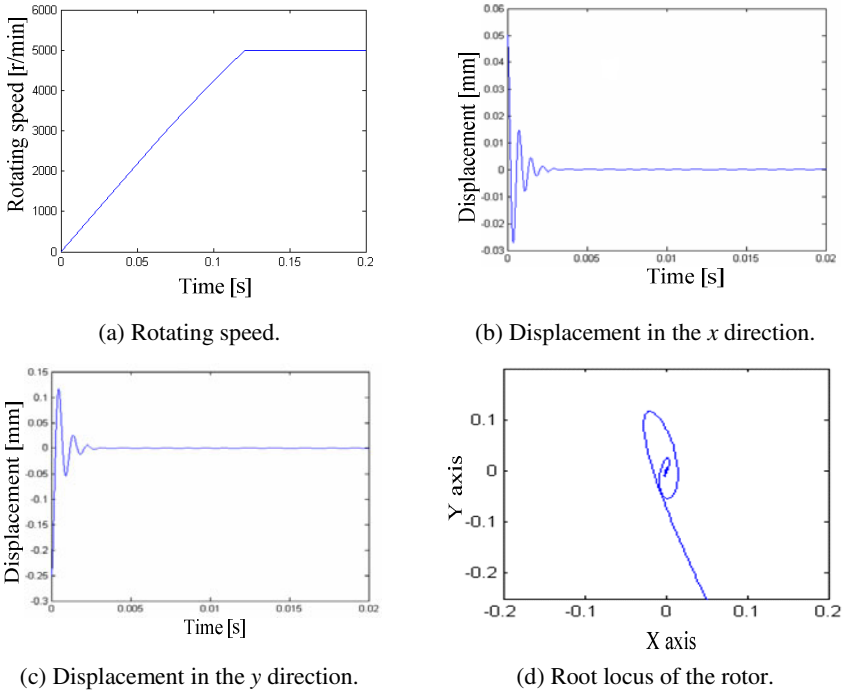 6000
5000
4000
3000
2000
1000
0
Rotating speed [r/min]
0 0.05 0.1 0.15 0.2
Time [s]
(a) Rotating speed.
0.06
0.05
0.04
0.03
0.02
0.01
0
-0.01
-0.02
-0.03
Displacement [mm]
0 0.005 0.01 0.015 0.02
Time [s]
(b) Displacement in the x direction.
0.15
0.1
0.05
0
-0.05
-0.1
-0.15
-0.2
-0.25
-0.3
Displacement [mm]
0 0.005 0.01 0.015 0.02
Time [s]
(c) Displacement in the y direction.
0.1
0
-0.1
-0.2
Y axis
-0.2 -0.1 0 0.1 0.2
X axis
(d) Root locus of the rotor.